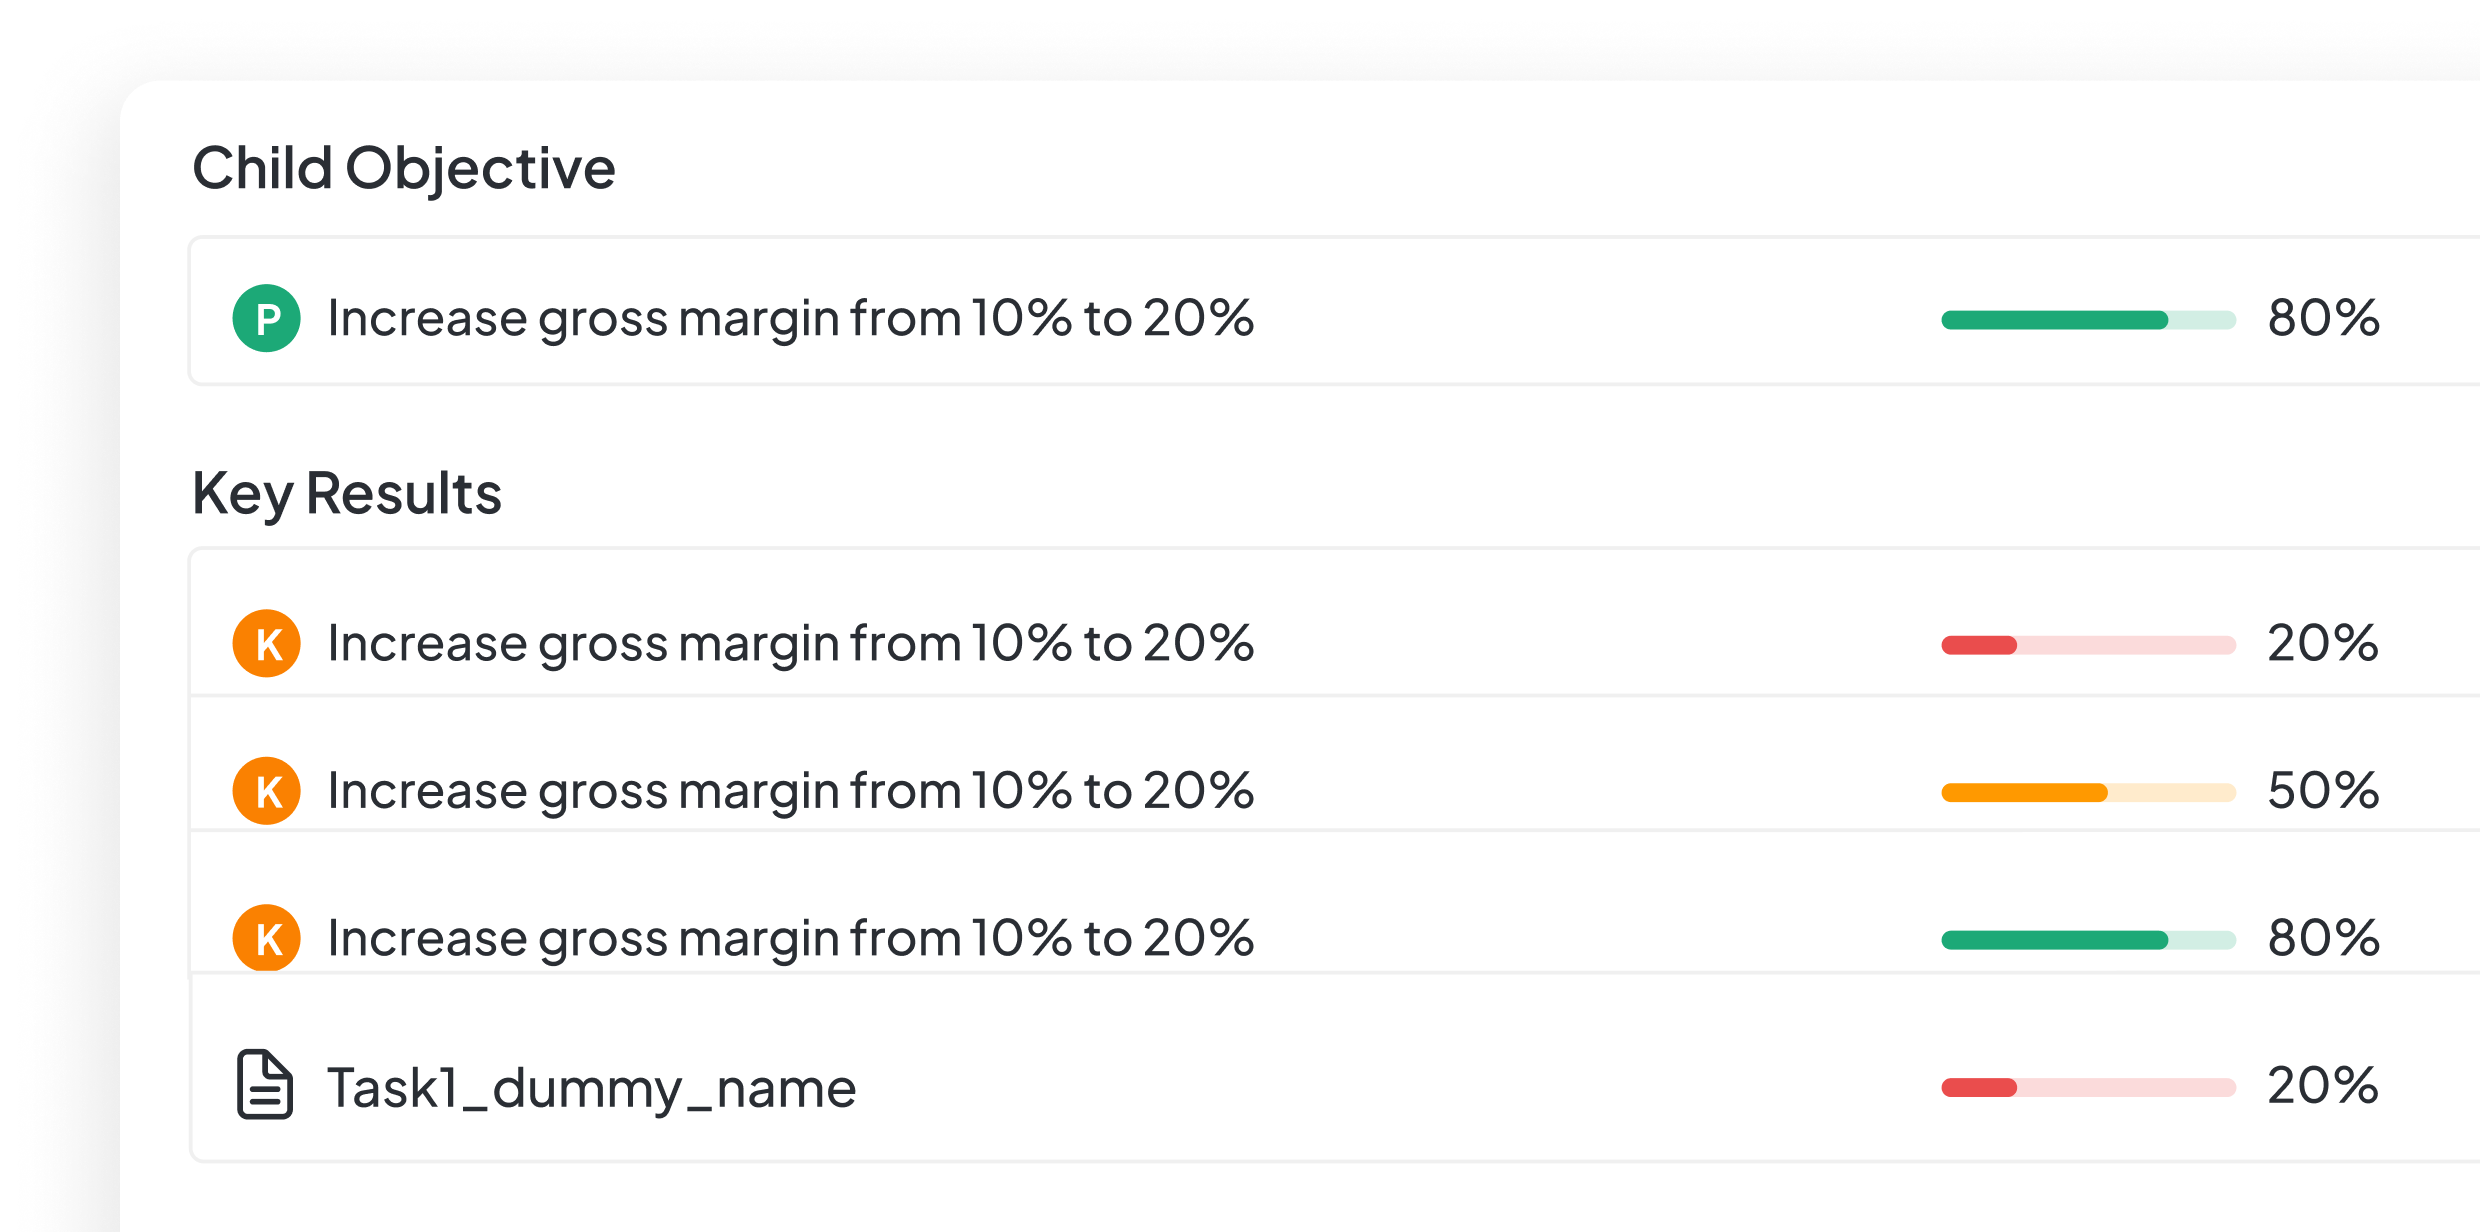 Child Objective
P Increase gross margin from 10% to 20% 80%
Key Results
K Increase gross margin from 10% to 20% 20%
K Increase gross margin from 10% to 20% 50%
K Increase gross margin from 10% to 20% 80%
Task1_dummy_name 20%